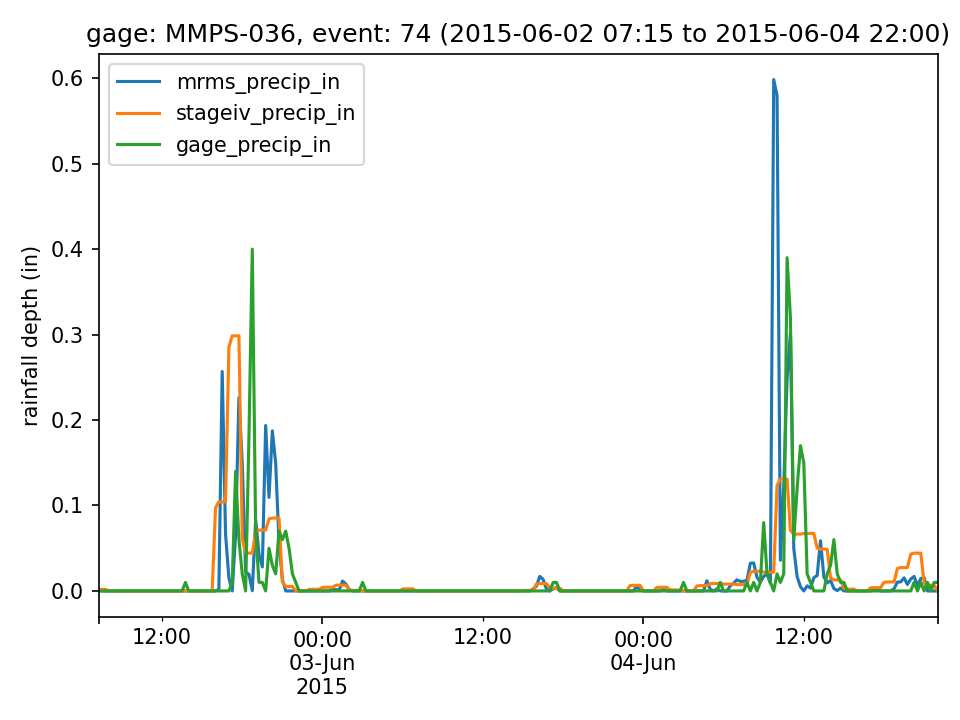 gage: MMPS-036, event: 74 (2015-06-02 07:15 to 2015-06-04 22:00)
mrms_precip_in
stageiv_precip_in
gage_precip_in
rainfall depth (in)
0.6
0.5
0.4
0.3
0.2
0.1
0.0
12:00 00:00 12:00 00:00 12:00
03-Jun 04-Jun
2015